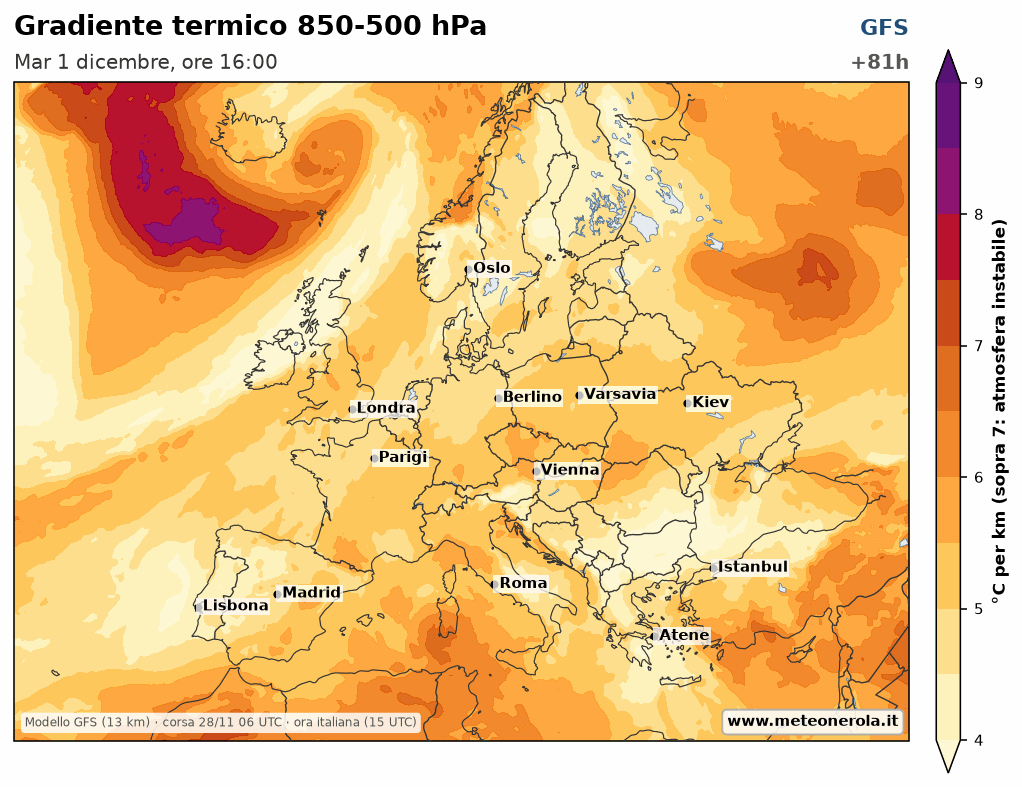 Gradiente termico 850-500 hPa
GFS
Mar 1 dicembre, ore 16:00
+81h
9
8
7
6
5
4
°C per km (sopra 7: atmosfera instabile)
Oslo
Londra
Berlino
Varsavia
Kiev
Parigi
Vienna
Istanbul
Roma
Madrid
Lisbona
Atene
Modello GFS (13 km) · corsa 28/11 06 UTC · ora italiana (15 UTC)
www.meteonerola.it